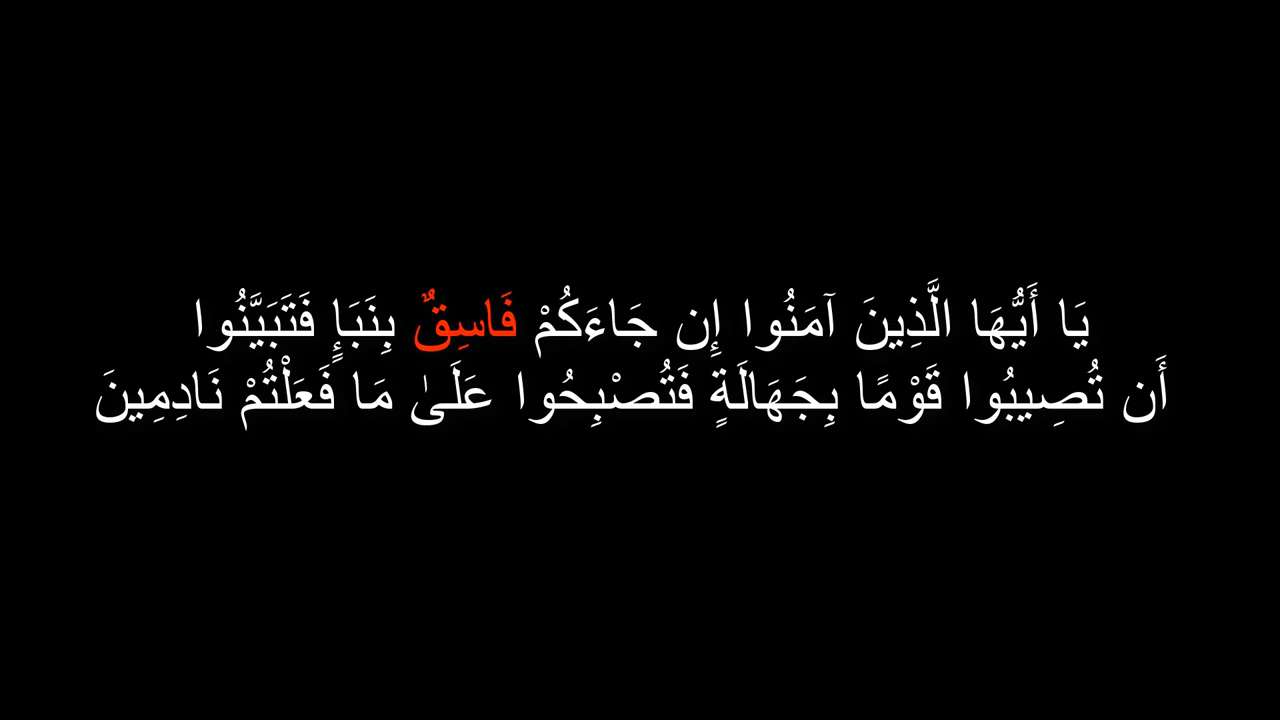 يَا أَيُّهَا الَّذِينَ آمَنُوا إِن جَاءَكُمْ فَاسِقٌ بِنَبَإٍ فَتَبَيَّنُوا
أَن تُصِيبُوا قَوْمًا بِجَهَالَةٍ فَتُصْبِحُوا عَلَىٰ مَا فَعَلْتُمْ نَادِمِينَ